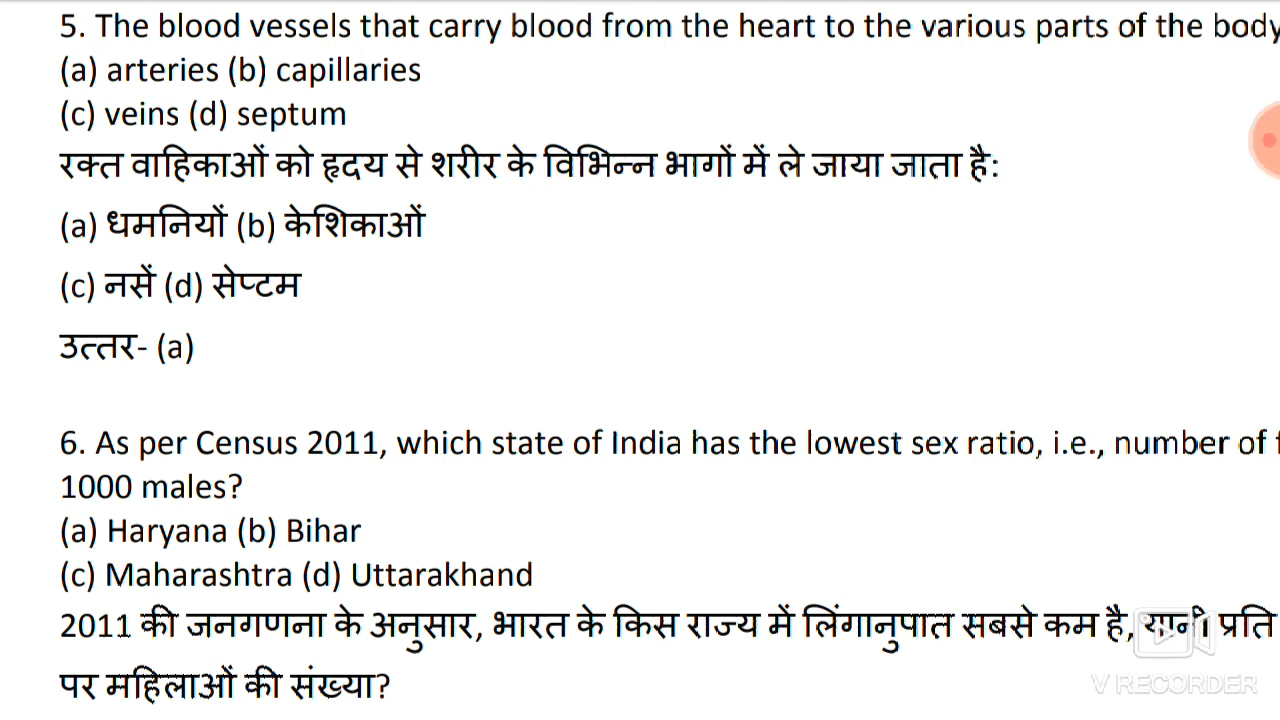 5. The blood vessels that carry blood from the heart to the various parts of the body
(a) arteries (b) capillaries
(c) veins (d) septum
रक्त वाहिकाओं को हृदय से शरीर के विभिन्न भागों में ले जाया जाता है:
(a) धमनियों (b) केशिकाओं
(c) नसें (d) सेप्टम
उत्तर- (a)
6. As per Census 2011, which state of India has the lowest sex ratio, i.e., number of
1000 males?
(a) Haryana (b) Bihar
(c) Maharashtra (d) Uttarakhand
2011 की जनगणना के अनुसार, भारत के किस राज्य में लिंगानुपात सबसे कम है, यानी प्रति
पर महिलाओं की संख्या?
V RECORDER